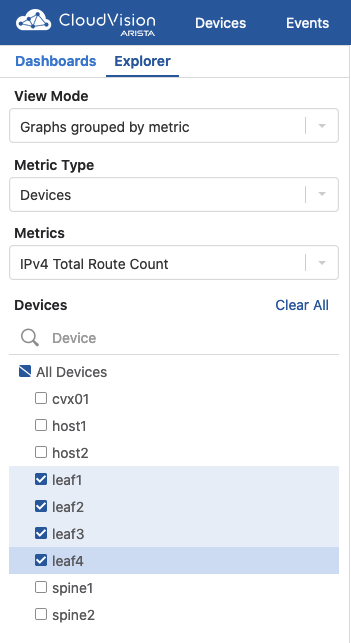 CloudVision Devices Events
ARISTA
Dashboards Explorer
View Mode
Graphs grouped by metric
Metric Type
Devices
Metrics
IPv4 Total Route Count
Devices Clear All
Device
All Devices
cvx01
host1
host2
leaf1
leaf2
leaf3
leaf4
spine1
spine2